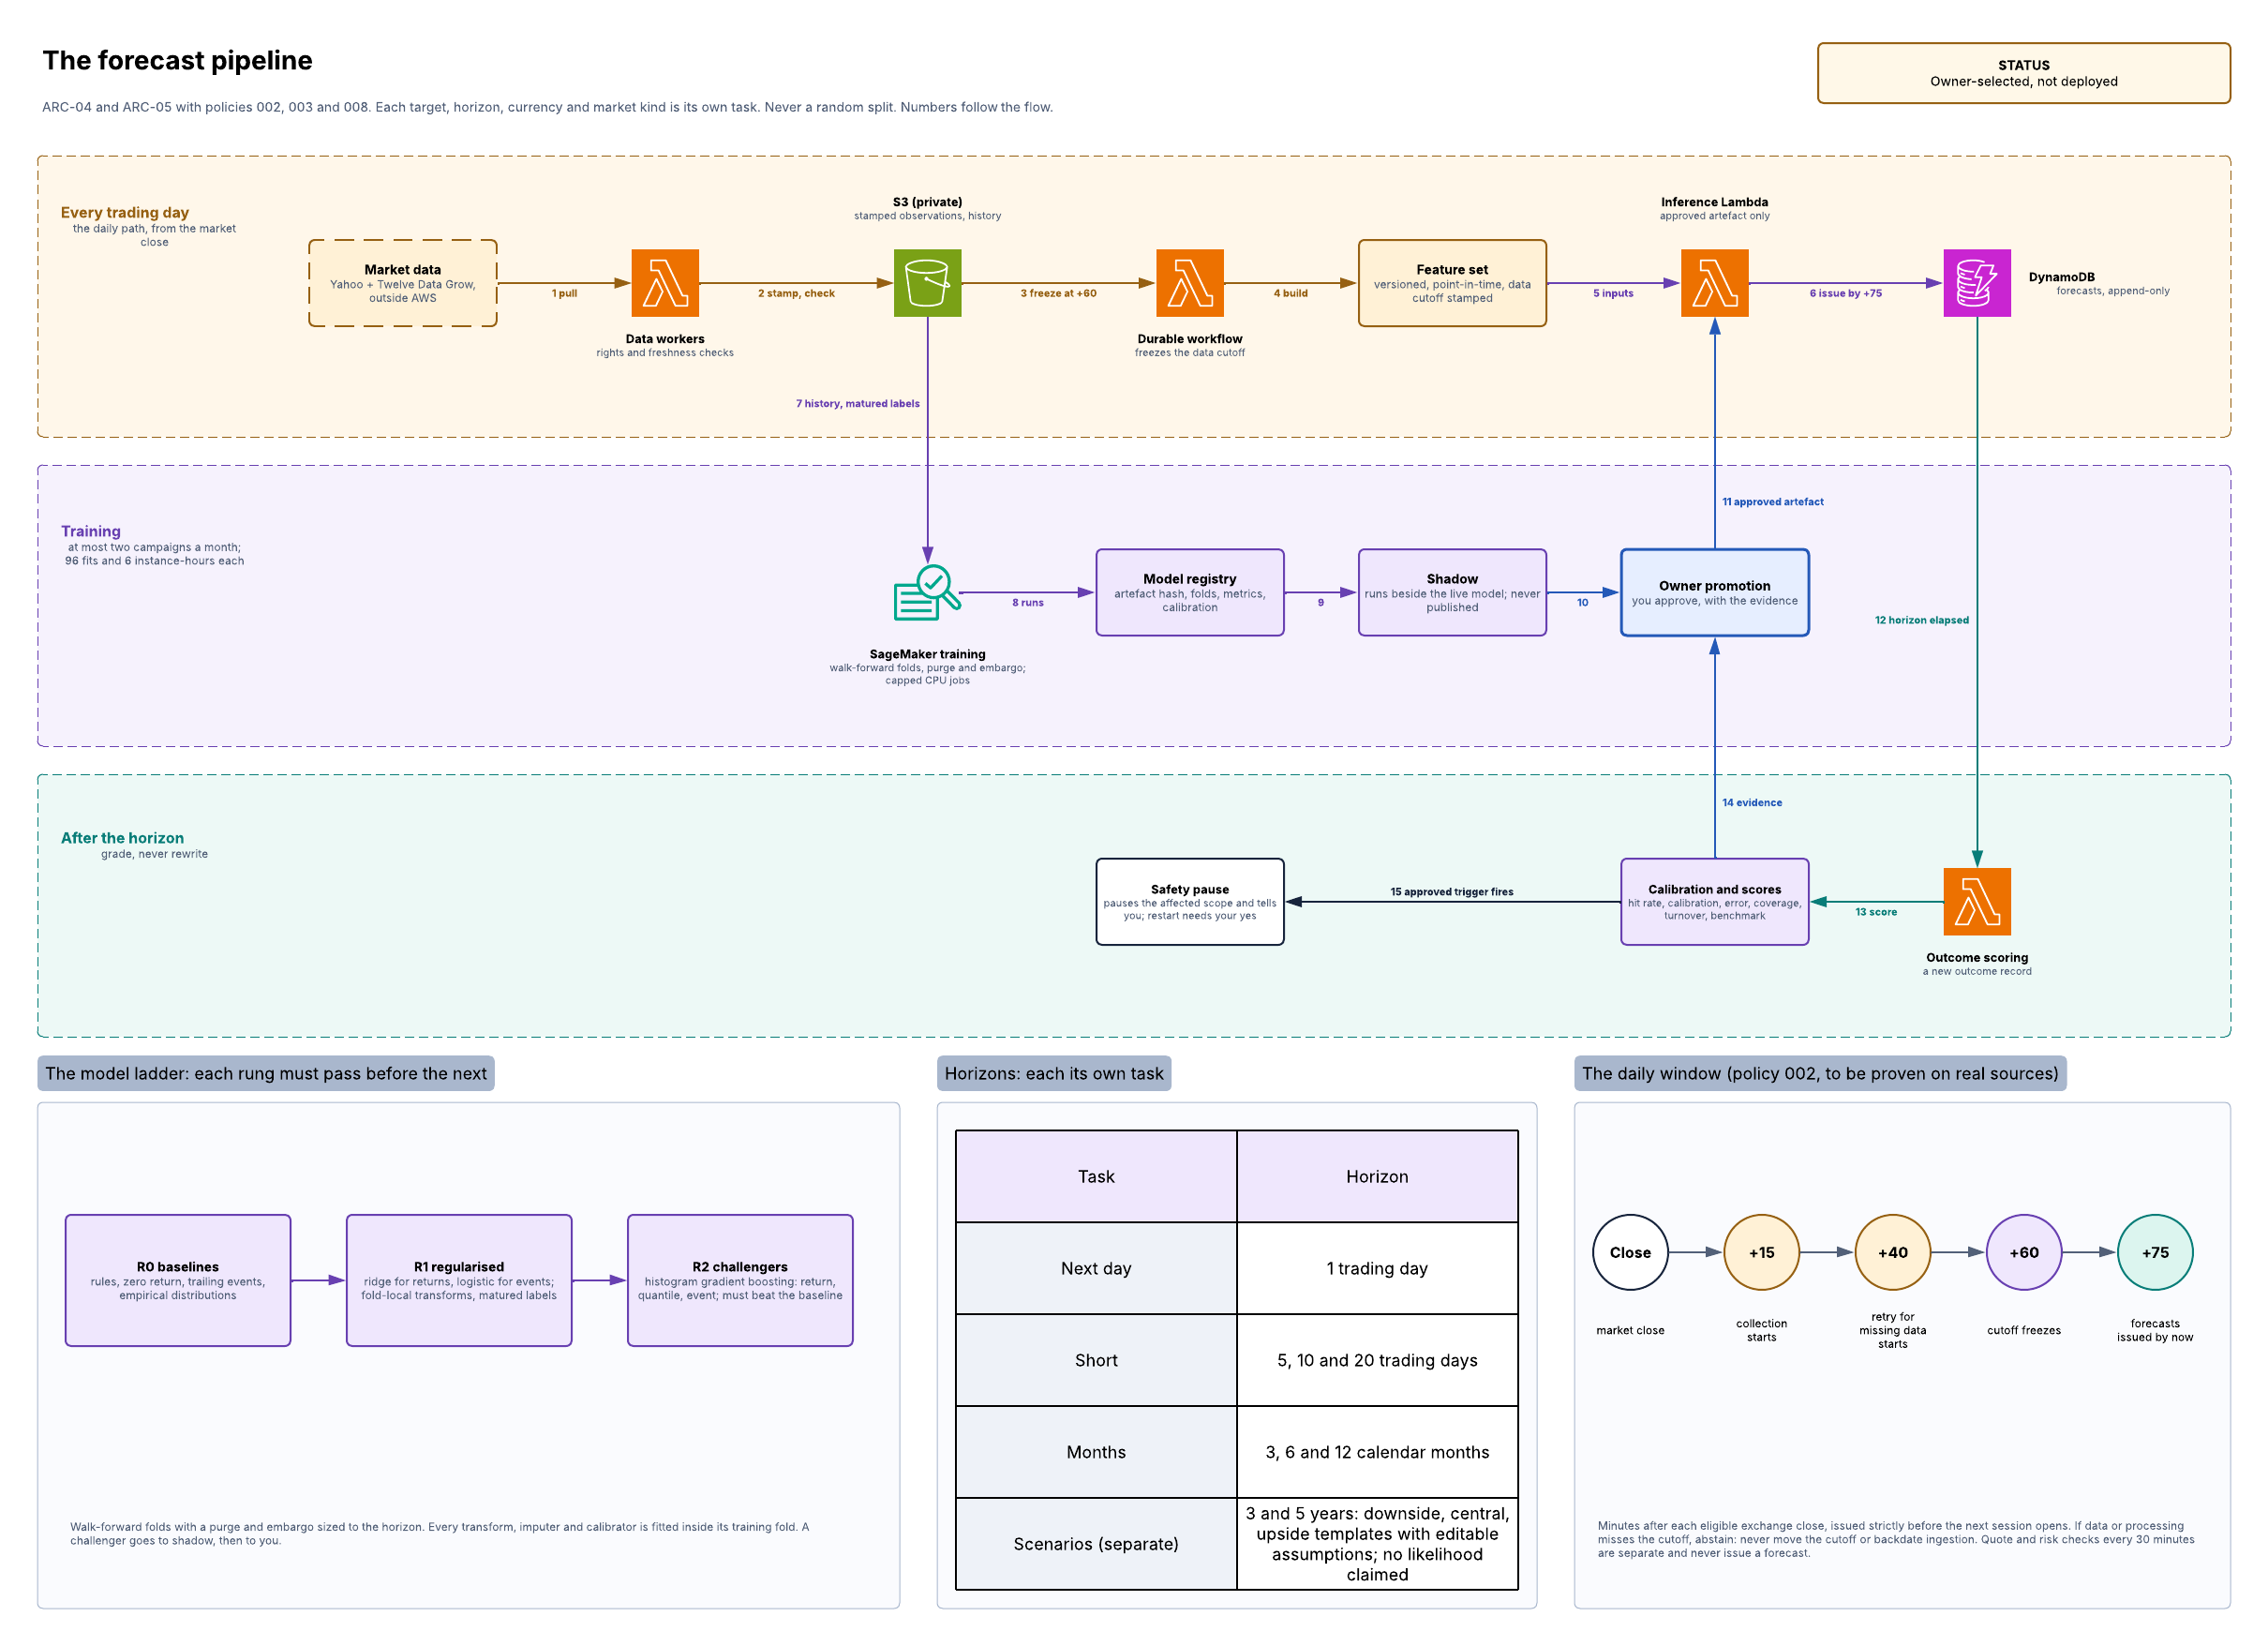 The forecast pipeline
STATUS
Owner-selected, not deployed
ARC-04 and ARC-05 with policies 002, 003 and 008. Each target, horizon, currency and market kind is its own task. Never a random split. Numbers follow the flow.
Every trading day
the daily path, from the market
close
Market data
Yahoo + Twelve Data Grow,
outside AWS
1 pull
Data workers
rights and freshness checks
2 stamp, check
S3 (private)
stamped observations, history
3 freeze at +60
Durable workflow
freezes the data cutoff
4 build
Feature set
versioned, point-in-time, data
cutoff stamped
5 inputs
Inference Lambda
approved artefact only
6 issue by +75
DynamoDB
forecasts, append-only
7 history, matured labels
Training
at most two campaigns a month;
96 fits and 6 instance-hours each
SageMaker training
walk-forward folds, purge and embargo;
capped CPU jobs
8 runs
Model registry
artefact hash, folds, metrics,
calibration
9
Shadow
runs beside the live model; never
published
10
Owner promotion
you approve, with the evidence
11 approved artefact
12 horizon elapsed
After the horizon
grade, never rewrite
Safety pause
pauses the affected scope and tells
you; restart needs your yes
15 approved trigger fires
14 evidence
Calibration and scores
hit rate, calibration, error, coverage,
turnover, benchmark
13 score
Outcome scoring
a new outcome record
The model ladder: each rung must pass before the next
R0 baselines
rules, zero return, trailing events,
empirical distributions
R1 regularised
ridge for returns, logistic for events;
fold-local transforms, matured labels
R2 challengers
histogram gradient boosting: return,
quantile, event; must beat the baseline
Walk-forward folds with a purge and embargo sized to the horizon. Every transform, imputer and calibrator is fitted inside its training fold. A
challenger goes to shadow, then to you.
Horizons: each its own task
Task
Horizon
Next day
1 trading day
Short
5, 10 and 20 trading days
Months
3, 6 and 12 calendar months
Scenarios (separate)
3 and 5 years: downside, central,
upside templates with editable
assumptions; no likelihood
claimed
The daily window (policy 002, to be proven on real sources)
Close
+15
+40
+60
+75
market close
collection
starts
retry for
missing data
starts
cutoff freezes
forecasts
issued by now
Minutes after each eligible exchange close, issued strictly before the next session opens. If data or processing
misses the cutoff, abstain: never move the cutoff or backdate ingestion. Quote and risk checks every 30 minutes
are separate and never issue a forecast.